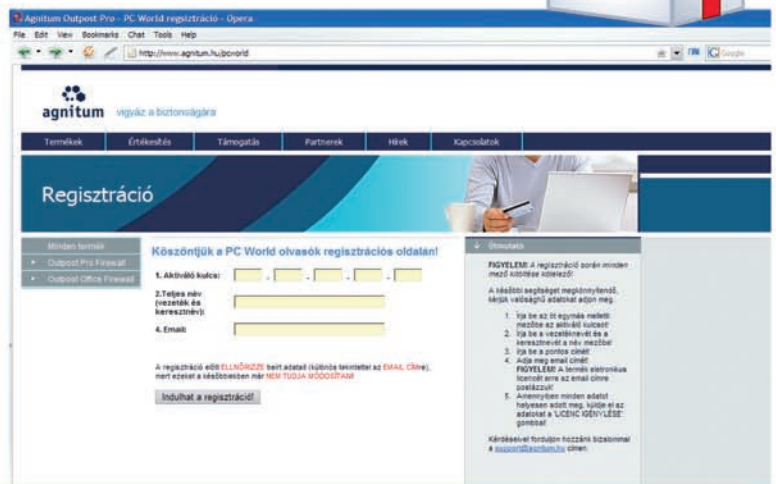 Agnitum Outpost Pro - PC World regsiztráció - Opera
File Edit View Bookmarks Chat Tools Help
http://www.agnitum.hu/pcworld
Google
agnitum vigyáz a biztonságára
Termékek Értékesítés Támogatás Partnerek Hírek Kapcsolatok
Regisztráció
Minden termék
Outpost Pro Firewall
Outpost Office Firewall
Köszöntjük a PC World olvasók regisztrációs oldalán!
1. Aktiváló kulcs: - - - -
2.Teljes név
(vezeték és
keresztnév):
4. Email:
A regisztráció előtt ELLNŐRIZZE beírt adatait (különös tekintettel az EMAIL CÍMre),
mert ezeket a későbbiekben már NEM TUDJA MÓDOSÍTANI!
Indulhat a regisztráció!
Útmutató
FIGYELEM! A regisztráció során minden
mező kitöltése kötelező!
A későbbi segítséget megkönnyítendő,
kérjük valósághű adatokat adjon meg.
1. Írja be az öt egymás melletti
mezőbe az aktiváló kulcsot!
2. Írja be a vezetéknevét és a
keresztnevét a név mezőbe!
3. Írja be a pontos címét!
4. Adja meg email címét!
FIGYELEM! A termék eletronikus
licencét erre az email címre
postázzuk!
5. Amennyiben minden adatot
helyesen adott meg, küldje el az
adatokat a 'LICENC IGÉNYLÉSE'
gombbal!
Kérdéseivel forduljon hozzánk bizalommal
a support@agnitum.hu címen.